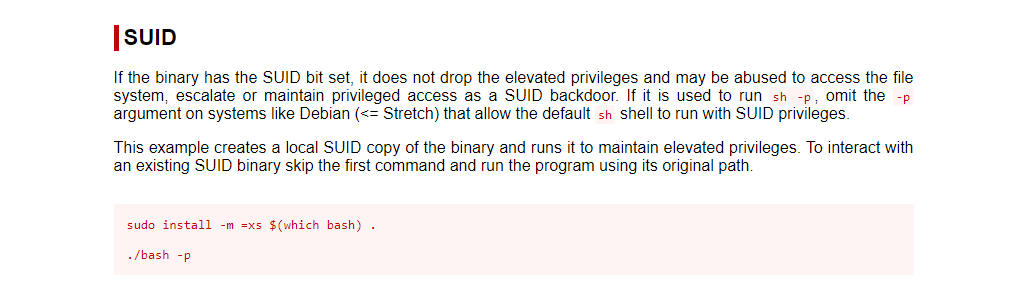 SUID
If the binary has the SUID bit set, it does not drop the elevated privileges and may be abused to access the file
system, escalate or maintain privileged access as a SUID backdoor. If it is used to run sh -p, omit the -p
argument on systems like Debian (<= Stretch) that allow the default sh shell to run with SUID privileges.
This example creates a local SUID copy of the binary and runs it to maintain elevated privileges. To interact with
an existing SUID binary skip the first command and run the program using its original path.
sudo install -m =xs $(which bash) .
./bash -p